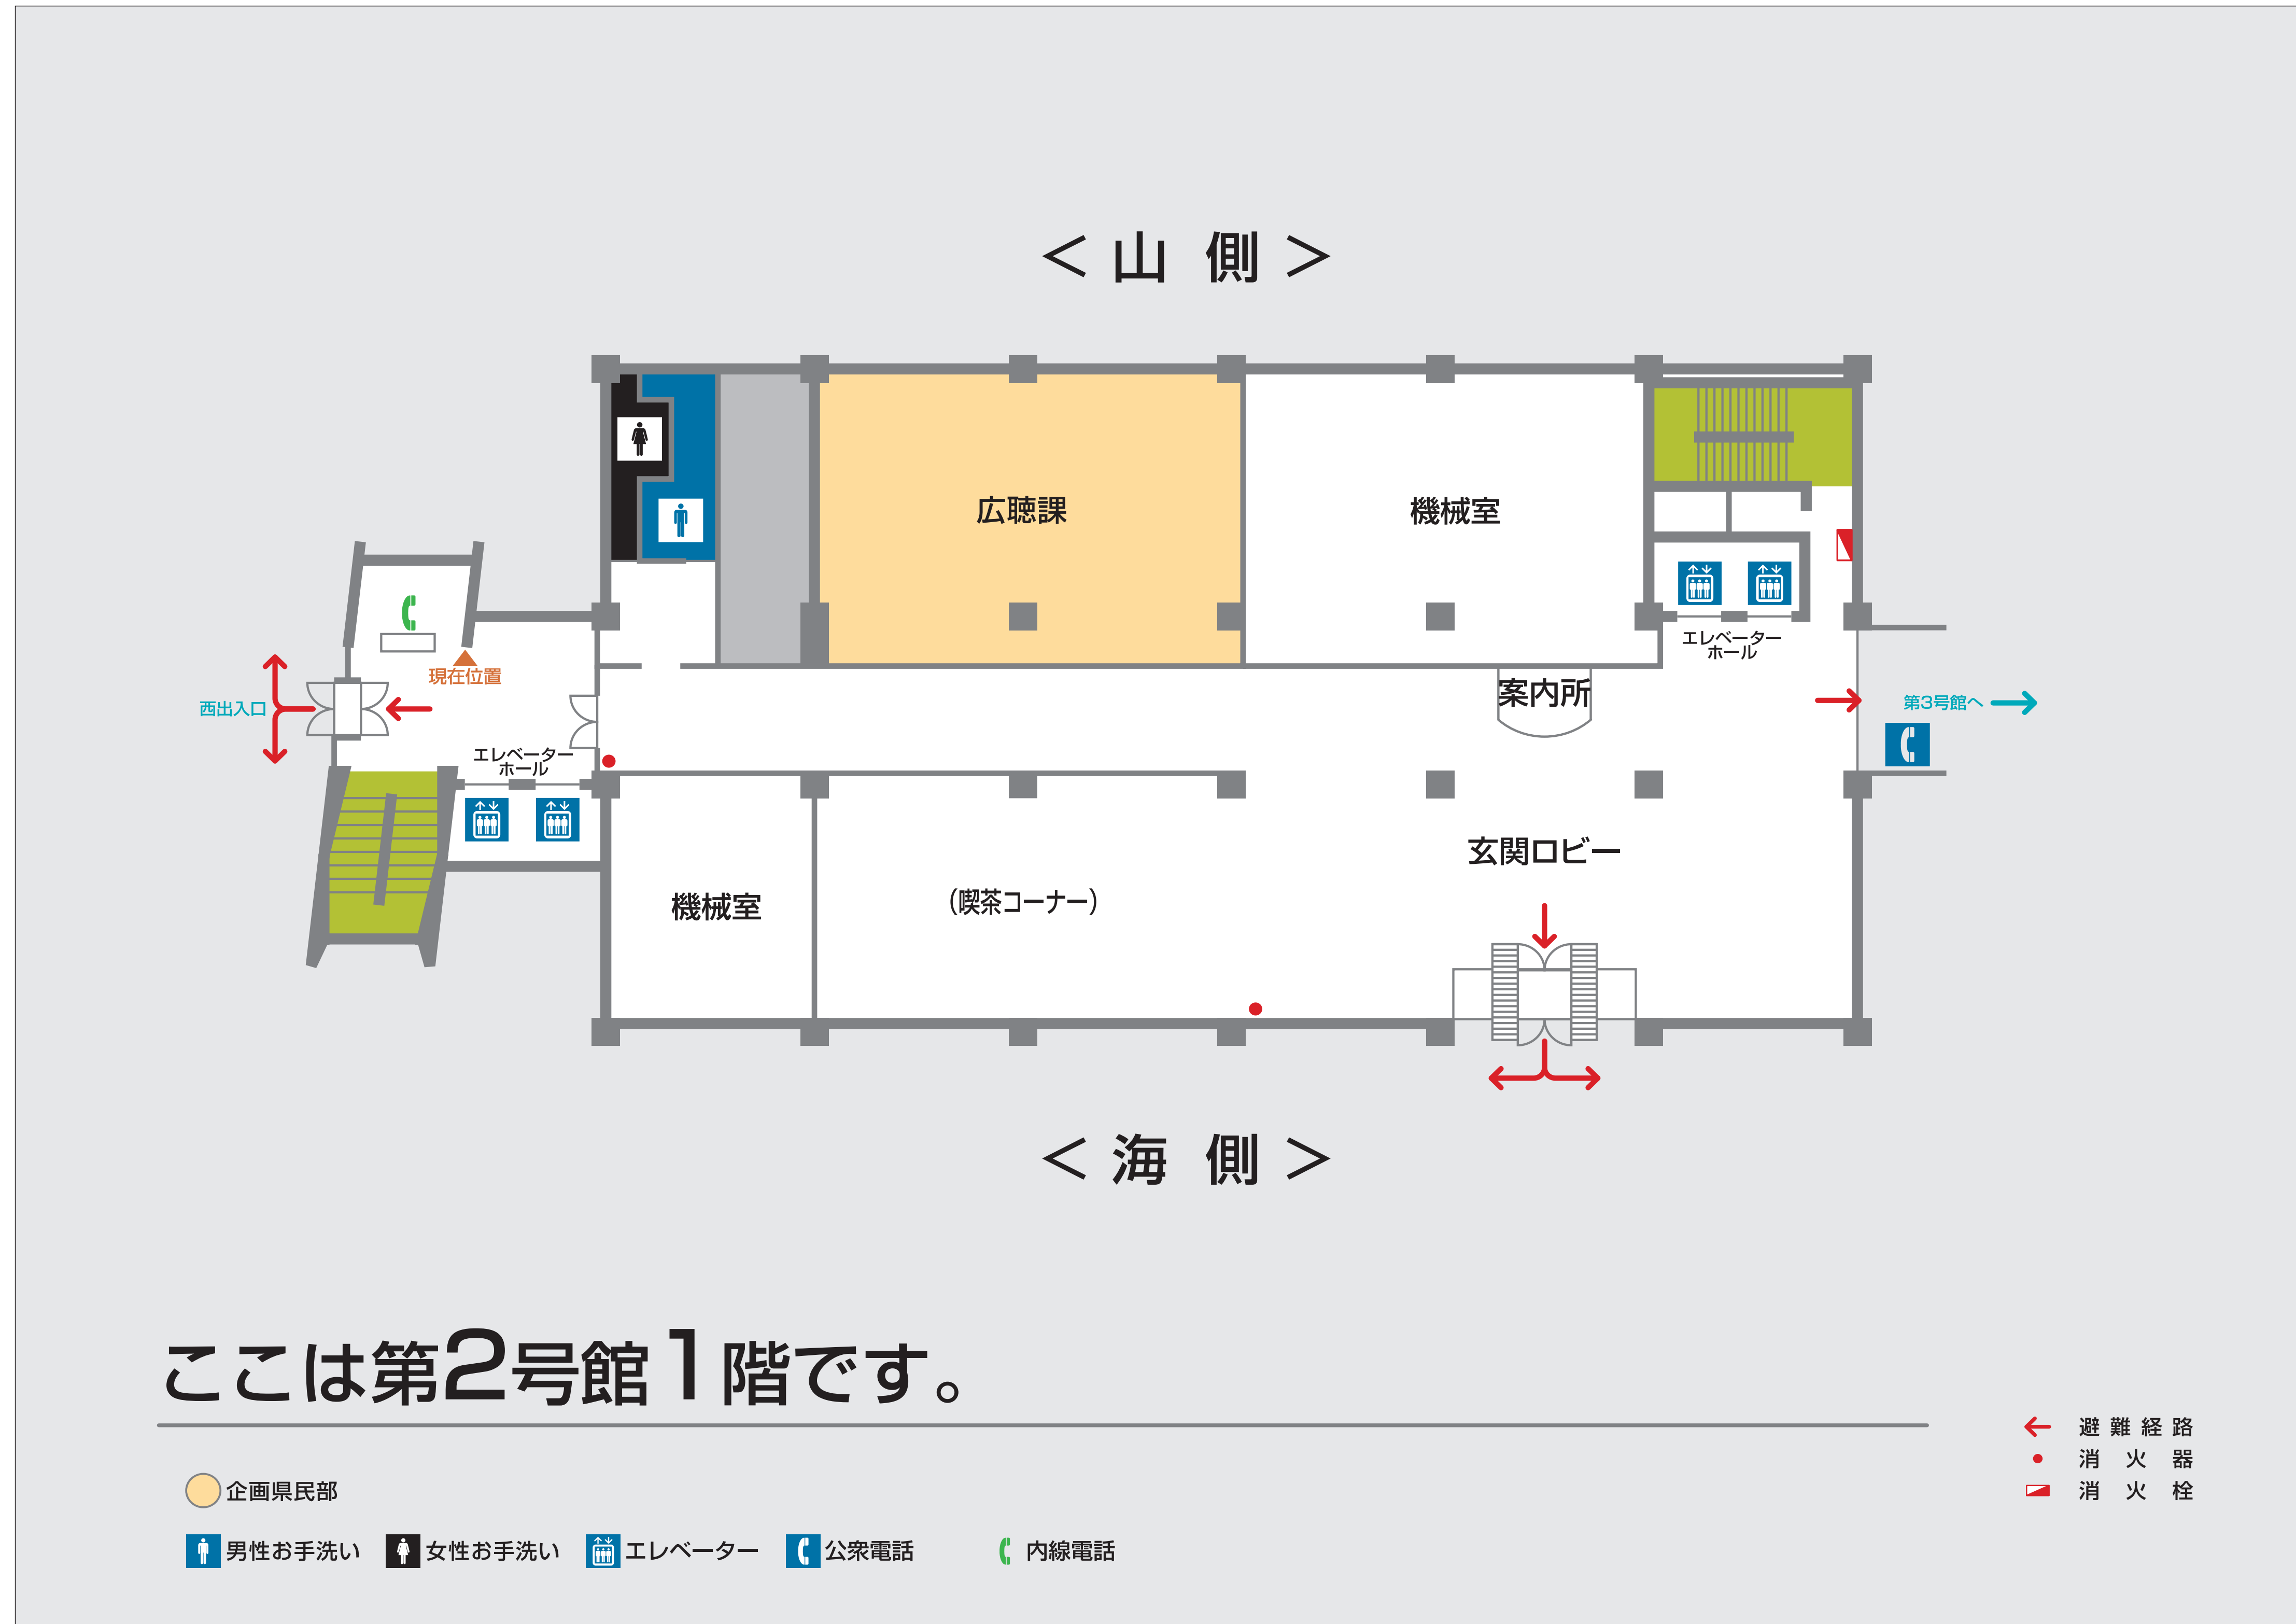 ＜ 山 側 ＞
広聴課
機械室
エレベーター
ホール
現在位置
案内所
西出入口
第3号館へ
エレベーター
ホール
玄関ロビー
機械室
（喫茶コーナー）
＜ 海 側 ＞
ここは第2号館1階です。
避難経路
消火器
消火栓
企画県民部
男性お手洗い
女性お手洗い
エレベーター
公衆電話
内線電話